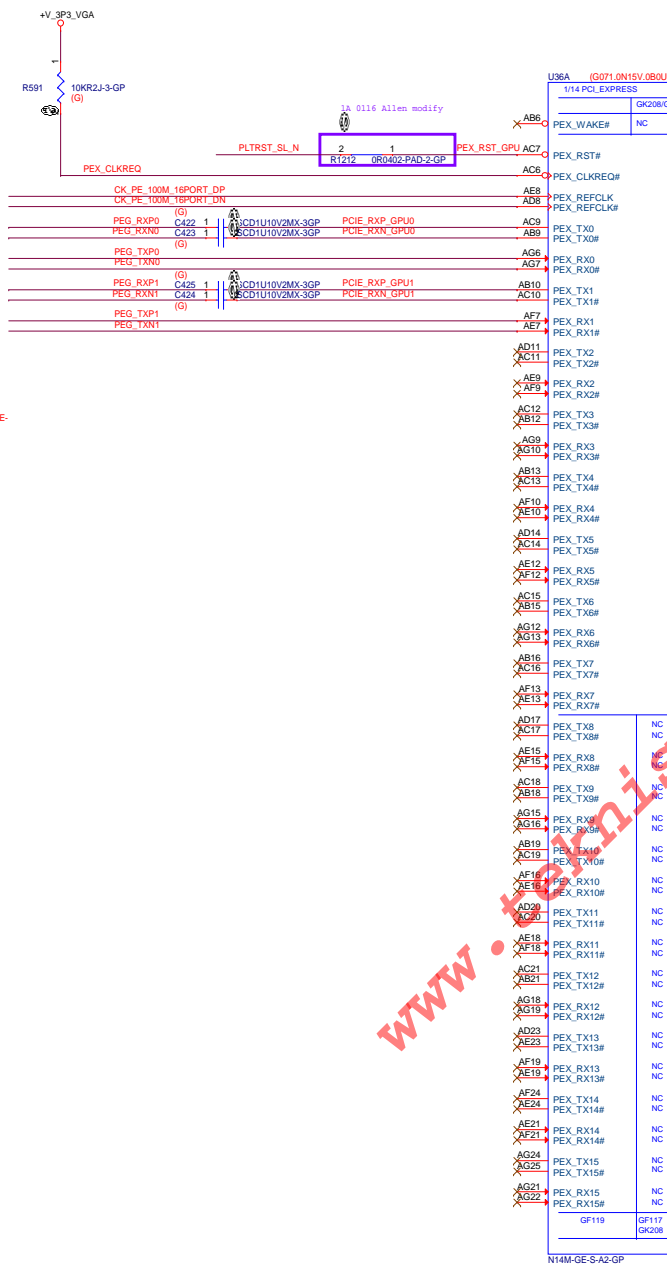 +V_3P3_VGA
1
R591
10KR2J-3-GP
(G)
U36A (G071.0N15V.0B0U
1/14 PCI_EXPRESS
GK208/G
1A 0116 Allen modify
AB6 PEX_WAKE# NC
PLTRST_SL_N 2 1 PEX_RST_GPU AC7 PEX_RST#
R1212 0R0402-PAD-2-GP
PEX_CLKREQ AC6 PEX_CLKREQ#
CK_PE_100M_16PORT_DP AE8 PEX_REFCLK
CK_PE_100M_16PORT_DN AD8 PEX_REFCLK#
(G)
PEG_RXP0 C422 1 SCD1U10V2MX-3GP PCIE_RXP_GPU0 AC9 PEX_TX0
PEG_RXN0 C423 1 SCD1U10V2MX-3GP PCIE_RXN_GPU0 AB9 PEX_TX0#
(G)
PEG_TXP0 AG6 PEX_RX0
PEG_TXN0 AG7 PEX_RX0#
(G)
PEG_RXP1 C425 1 SCD1U10V2MX-3GP PCIE_RXP_GPU1 AB10 PEX_TX1
PEG_RXN1 C424 1 SCD1U10V2MX-3GP PCIE_RXN_GPU1 AC10 PEX_TX1#
(G)
PEG_TXP1 AF7 PEX_RX1
PEG_TXN1 AE7 PEX_RX1#
AD11 PEX_TX2
AC11 PEX_TX2#
AE9 PEX_RX2
AF9 PEX_RX2#
AC12 PEX_TX3
AB12 PEX_TX3#
E-
AG9 PEX_RX3
AG10 PEX_RX3#
AB13 PEX_TX4
AC13 PEX_TX4#
AF10 PEX_RX4
AE10 PEX_RX4#
AD14 PEX_TX5
AC14 PEX_TX5#
AE12 PEX_RX5
AF12 PEX_RX5#
AC15 PEX_TX6
AB15 PEX_TX6#
AG12 PEX_RX6
AG13 PEX_RX6#
AB16 PEX_TX7
AC16 PEX_TX7#
AF13 PEX_RX7
AE13 PEX_RX7#
AD17 PEX_TX8 NC
AC17 PEX_TX8# NC
AE15 PEX_RX8 NC
AF15 PEX_RX8# NC
AC18 PEX_TX9 NC
AB18 PEX_TX9# NC
AG15 PEX_RX9 NC
AG16 PEX_RX9# NC
AB19 PEX_TX10 NC
AC19 PEX_TX10# NC
AF16 PEX_RX10 NC
AE16 PEX_RX10# NC
AD20 PEX_TX11 NC
AC20 PEX_TX11# NC
AE18 PEX_RX11 NC
AF18 PEX_RX11# NC
AC21 PEX_TX12 NC
AB21 PEX_TX12# NC
AG18 PEX_RX12 NC
AG19 PEX_RX12# NC
AD23 PEX_TX13 NC
AE23 PEX_TX13# NC
AF19 PEX_RX13 NC
AE19 PEX_RX13# NC
AF24 PEX_TX14 NC
AE24 PEX_TX14# NC
AE21 PEX_RX14 NC
AF21 PEX_RX14# NC
AG24 PEX_TX15 NC
AG25 PEX_TX15# NC
AG21 PEX_RX15 NC
AG22 PEX_RX15# NC
GF119 GF117
GK208
N14M-GE-S-A2-GP
www.teknis